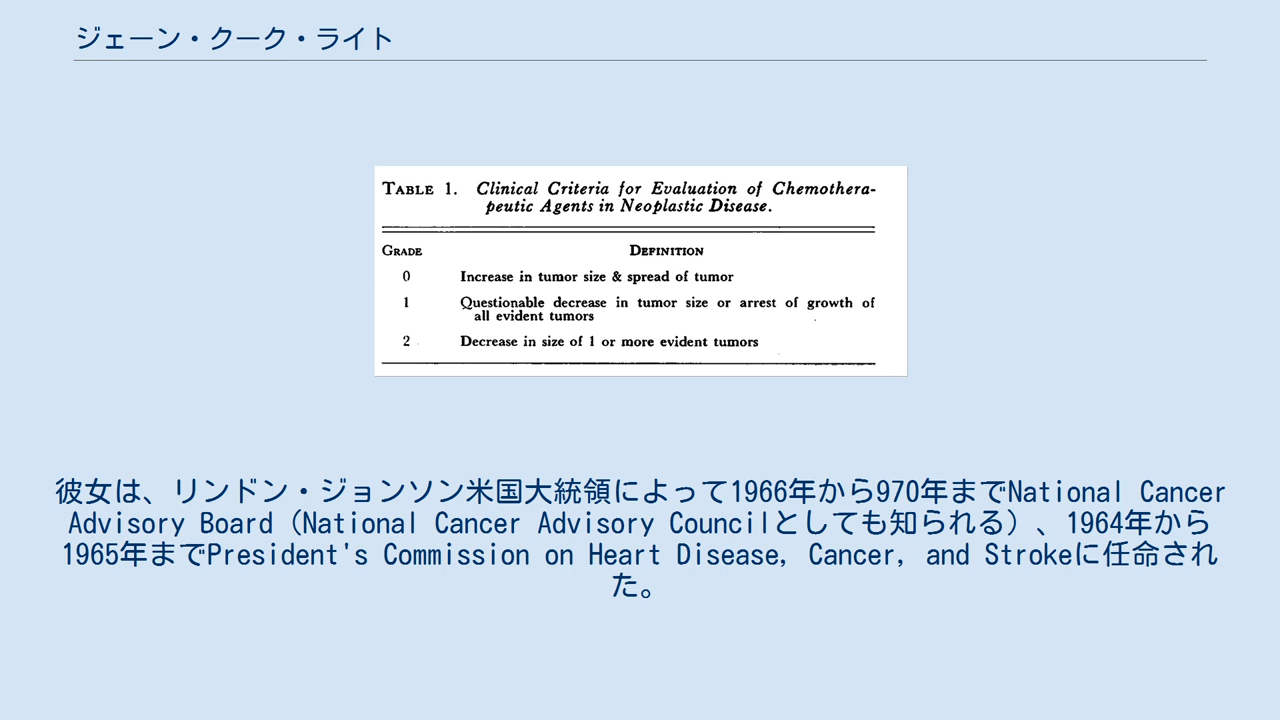 ジェーン・クーク・ライト
TABLE 1. Clinical Criteria for Evaluation of Chemothera-
peutic Agents in Neoplastic Disease.
GRADE DEFINITION
0 Increase in tumor size & spread of tumor
1 Questionable decrease in tumor size or arrest of growth of
all evident tumors
2 Decrease in size of 1 or more evident tumors
彼女は、リンドン・ジョンソン米国大統領によって1966年から970年までNational Cancer
Advisory Board（National Cancer Advisory Councilとしても知られる）、1964年から
1965年までPresident's Commission on Heart Disease, Cancer, and Strokeに任命され
た。